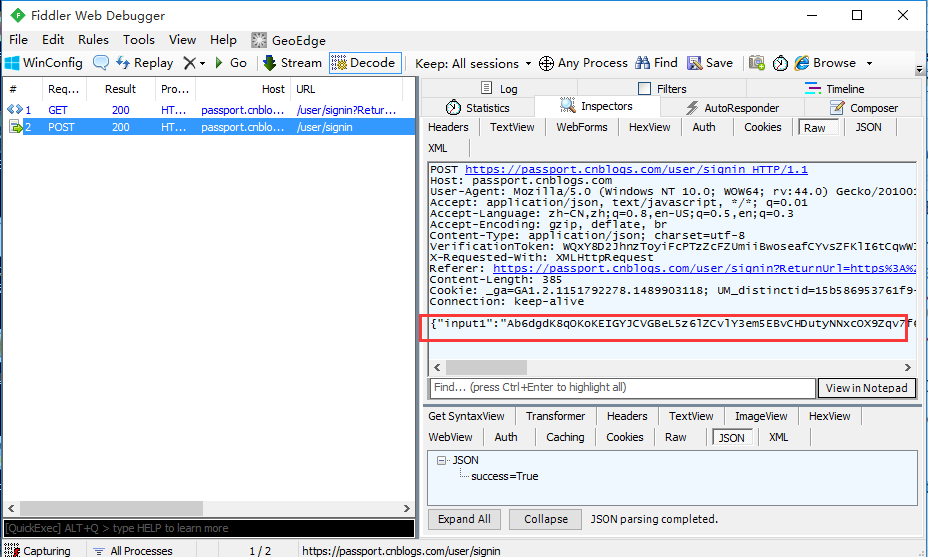 Fiddler Web Debugger
File Edit Rules Tools View Help GeoEdge
WinConfig Replay Go Stream Decode Keep: All sessions Any Process Find Save Browse
# Req... Result Pro... Host URL
1 GET 200 HT... passport.cnblo... /user/signin?Retur...
2 POST 200 HT... passport.cnblo... /user/signin
Log Filters Timeline
Statistics Inspectors AutoResponder Composer
Headers TextView WebForms HexView Auth Cookies Raw JSON
XML
POST https://passport.cnblogs.com/user/signin HTTP/1.1
Host: passport.cnblogs.com
User-Agent: Mozilla/5.0 (Windows NT 10.0; WOW64; rv:44.0) Gecko/201001
Accept: application/json, text/javascript, */*; q=0.01
Accept-Language: zh-CN,zh;q=0.8,en-US;q=0.5,en;q=0.3
Accept-Encoding: gzip, deflate, br
Content-Type: application/json; charset=utf-8
VerificationToken: WQxY8D2JhnzToyiFcPTzZcFZUmiiBwoseafCYvsZFKlI6tCqwWI
X-Requested-With: XMLHttpRequest
Referer: https://passport.cnblogs.com/user/signin?ReturnUrl=https%3A%2
Content-Length: 385
Cookie: _ga=GA1.2.1151792278.1489903118; UM_distinctid=15b586953761f9-
Connection: keep-alive
{"input1":"Ab6dgdK8qOKoKEIGYJCVGBeL5z6lZCvlY3em5EBvCHDutyNNxcOX9Zqv7f6
Find... (press Ctrl+Enter to highlight all) View in Notepad
Get SyntaxView Transformer Headers TextView ImageView HexView
WebView Auth Caching Cookies Raw JSON XML
JSON
success=True
Expand All Collapse JSON parsing completed.
[QuickExec] ALT+Q > type HELP to learn more
Capturing All Processes 1 / 2 https://passport.cnblogs.com/user/signin